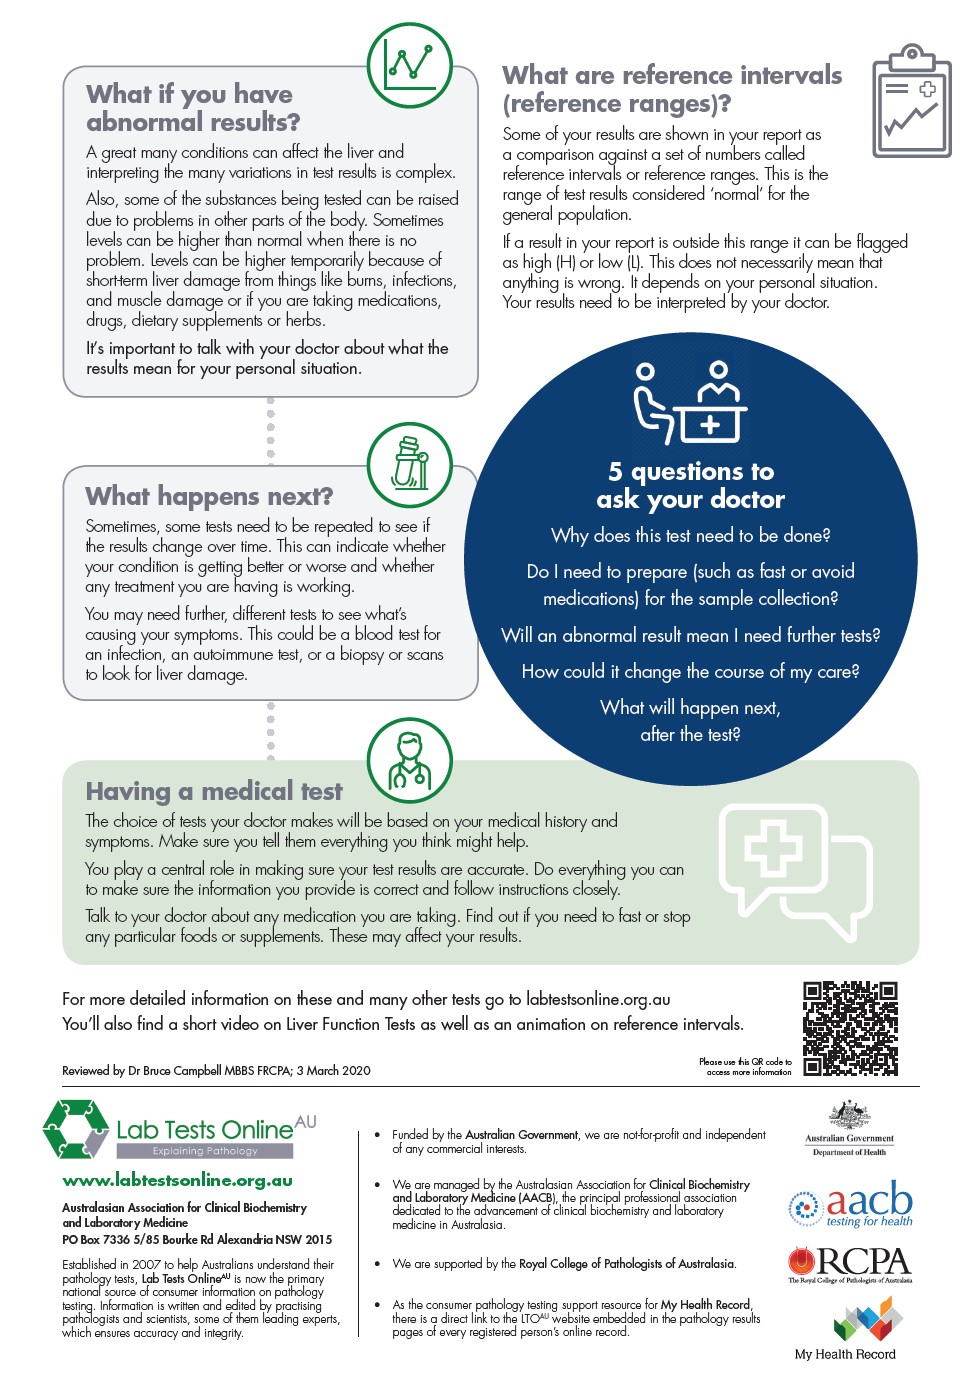 What if you have
abnormal results?
A great many conditions can affect the liver and
interpreting the many variations in test results is complex.
Also, some of the substances being tested can be raised
due to problems in other parts of the body. Sometimes
levels can be higher than normal when there is no
problem. Levels can be higher temporarily because of
short-term liver damage from things like burns, infections,
and muscle damage or if you are taking medications,
drugs, dietary supplements or herbs.
It’s important to talk with your doctor about what the
results mean for your personal situation.
What are reference intervals
(reference ranges)?
Some of your results are shown in your report as
a comparison against a set of numbers called
reference intervals or reference ranges. This is the
range of test results considered ‘normal’ for the
general population.
If a result in your report is outside this range it can be flagged
as high (H) or low (L). This does not necessarily mean that
anything is wrong. It depends on your personal situation.
Your results need to be interpreted by your doctor.
What happens next?
Sometimes, some tests need to be repeated to see if
the results change over time. This can indicate whether
your condition is getting better or worse and whether
any treatment you are having is working.
You may need further, different tests to see what’s
causing your symptoms. This could be a blood test for
an infection, an autoimmune test, or a biopsy or scans
to look for liver damage.
5 questions to
ask your doctor
Why does this test need to be done?
Do I need to prepare (such as fast or avoid
medications) for the sample collection?
Will an abnormal result mean I need further tests?
How could it change the course of my care?
What will happen next,
after the test?
Having a medical test
The choice of tests your doctor makes will be based on your medical history and
symptoms. Make sure you tell them everything you think might help.
You play a central role in making sure your test results are accurate. Do everything you can
to make sure the information you provide is correct and follow instructions closely.
Talk to your doctor about any medication you are taking. Find out if you need to fast or stop
any particular foods or supplements. These may affect your results.
For more detailed information on these and many other tests go to labtestsonline.org.au
You’ll also find a short video on Liver Function Tests as well as an animation on reference intervals.
Reviewed by Dr Bruce Campbell MBBS FRCPA; 3 March 2020
Please use this QR code to
access more information
Lab Tests Online AU
Explaining Pathology
www.labtestsonline.org.au
Australasian Association for Clinical Biochemistry
and Laboratory Medicine
PO Box 7336 5/85 Bourke Rd Alexandria NSW 2015
Established in 2007 to help Australians understand their
pathology tests, Lab Tests OnlineAU is now the primary
national source of consumer information on pathology
testing. Information is written and edited by practising
pathologists and scientists, some of them leading experts,
which ensures accuracy and integrity.
• Funded by the Australian Government, we are not-for-profit and independent
of any commercial interests.
• We are managed by the Australasian Association for Clinical Biochemistry
and Laboratory Medicine (AACB), the principal professional association
dedicated to the advancement of clinical biochemistry and laboratory
medicine in Australasia.
• We are supported by the Royal College of Pathologists of Australasia.
• As the consumer pathology testing support resource for My Health Record,
there is a direct link to the LTOAU website embedded in the pathology results
pages of every registered person’s online record.
Australian Government
Department of Health
aacb
testing for health
RCPA
The Royal College of Pathologists of Australasia
My Health Record